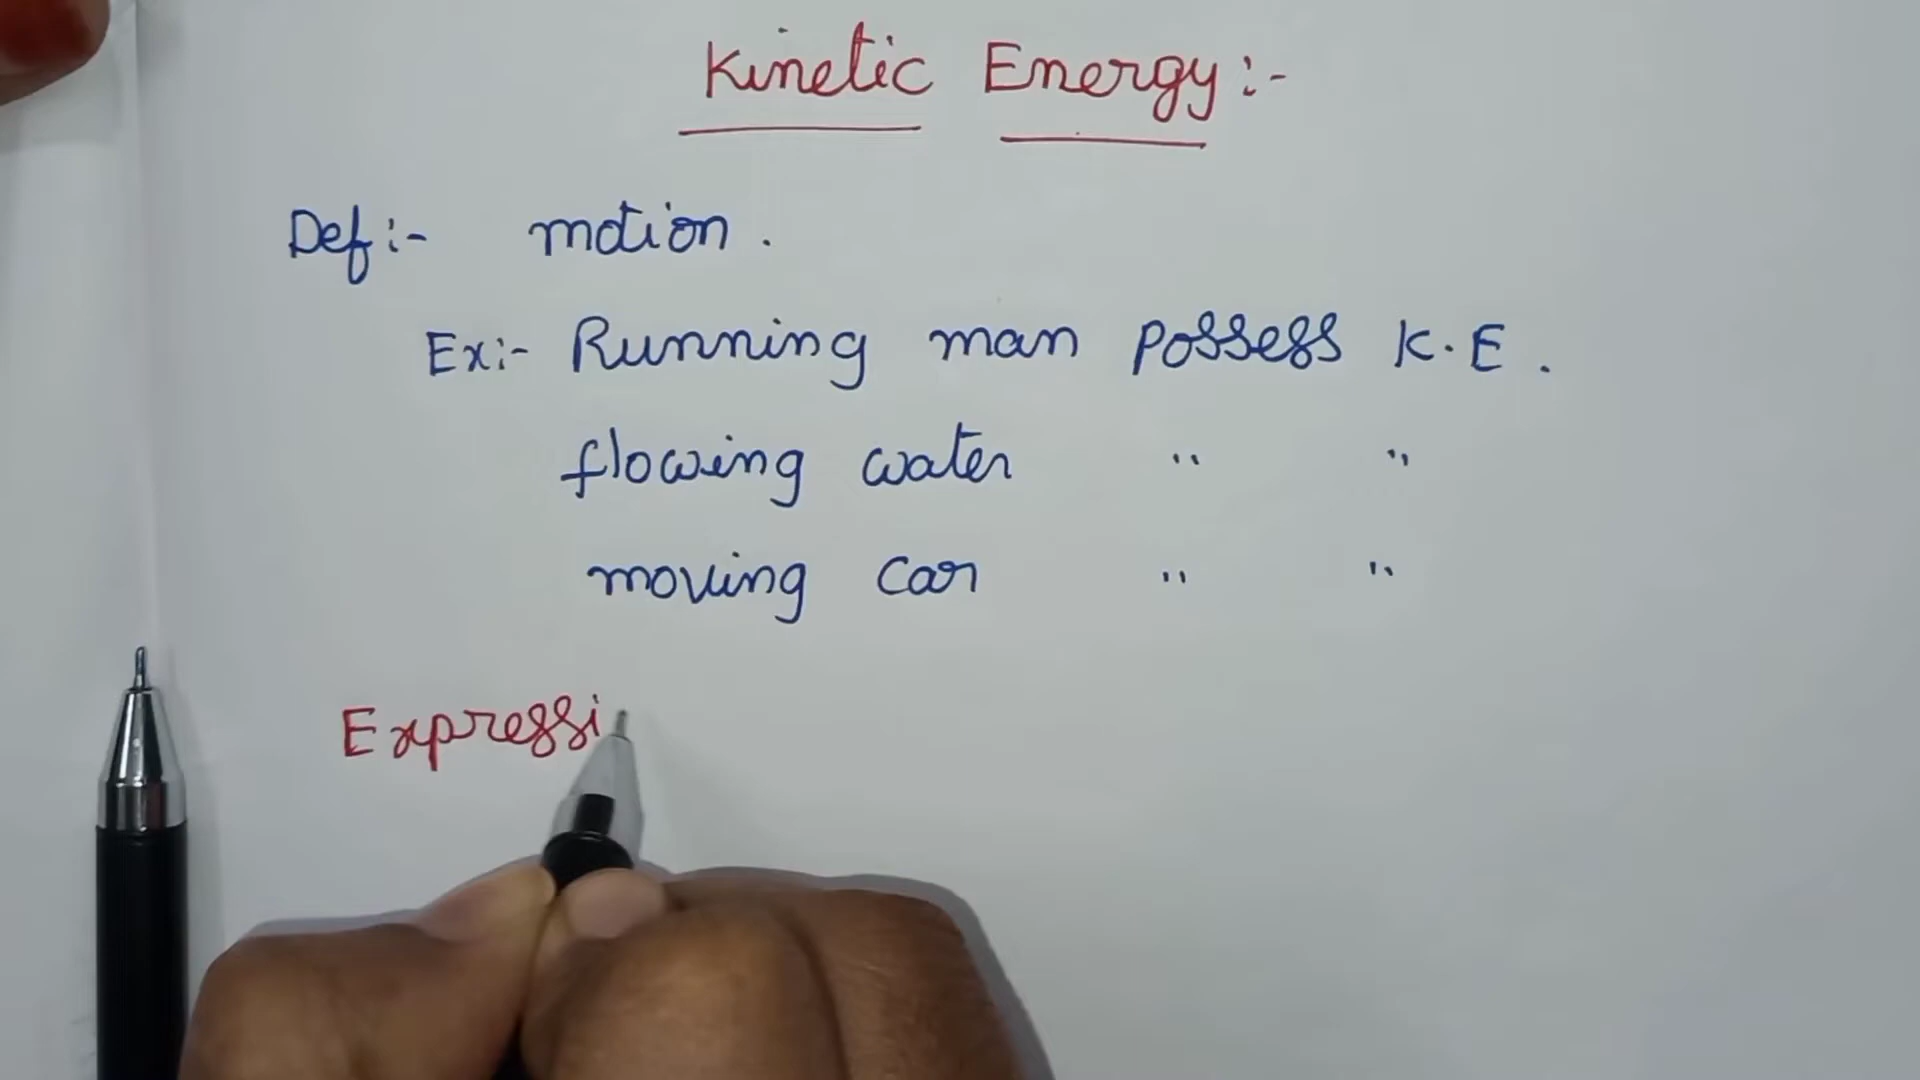 Kinetic Energy :-
Def :- motion .
Ex :- Running man possess K.E .
flowing water " "
moving car " "
Expressi